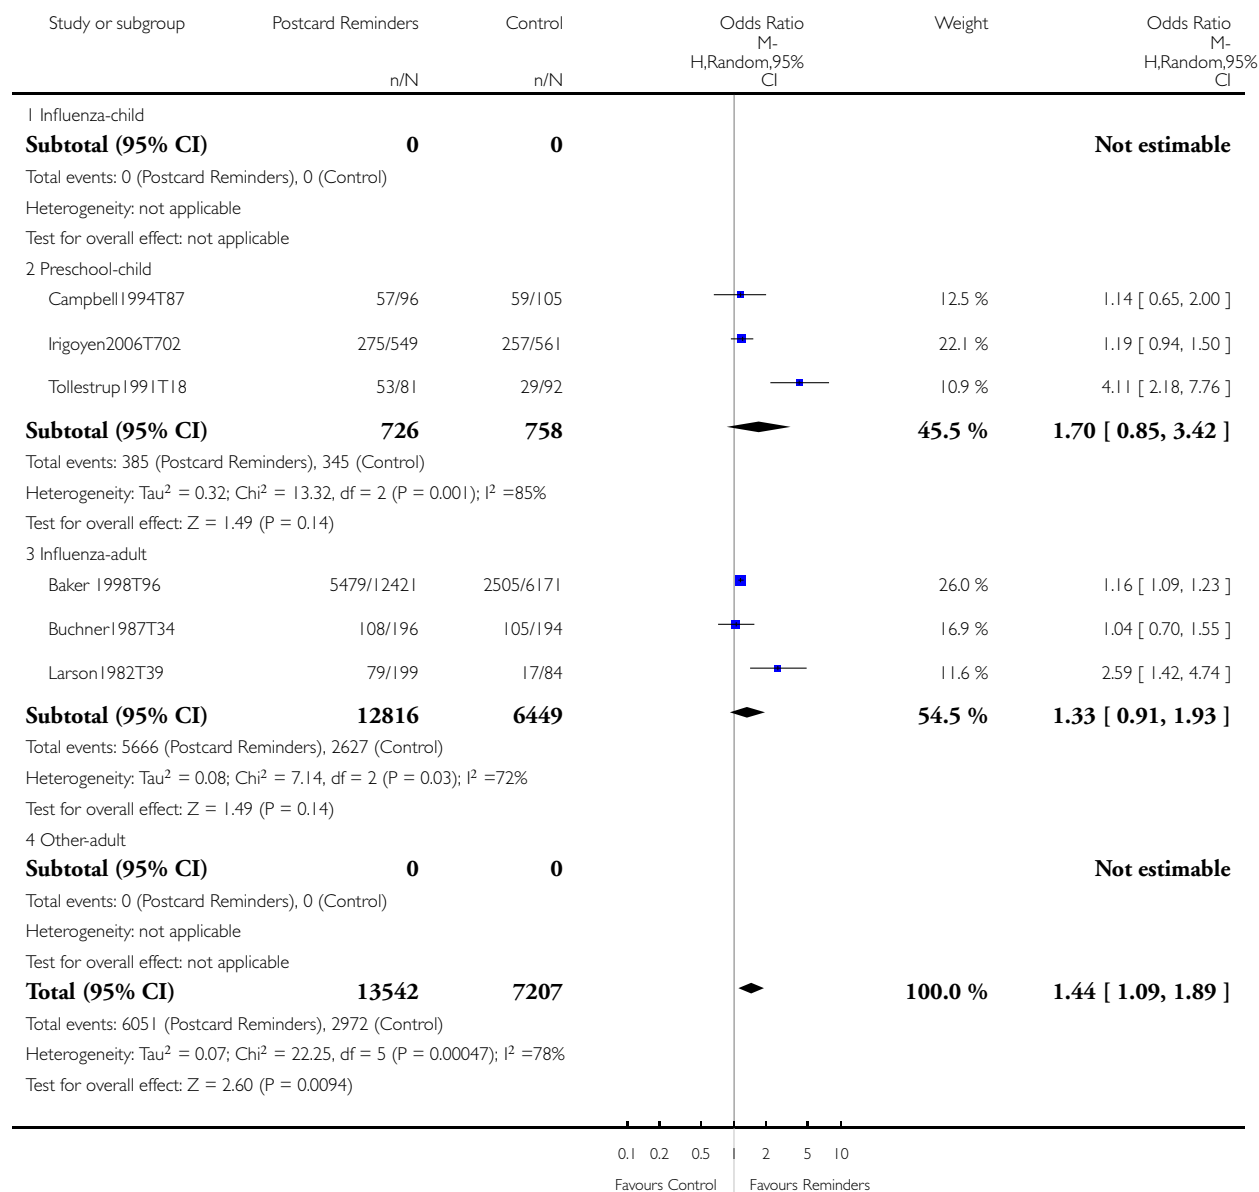 Study or subgroup Postcard Reminders Control Odds Ratio Weight Odds Ratio
M- M-
H,Random,95% H,Random,95%
n/N n/N CI CI
1 Influenza-child
Subtotal (95% CI) 0 0 Not estimable
Total events: 0 (Postcard Reminders), 0 (Control)
Heterogeneity: not applicable
Test for overall effect: not applicable
2 Preschool-child
Campbell1994T87 57/96 59/105 12.5 % 1.14 [ 0.65, 2.00 ]
Irigoyen2006T702 275/549 257/561 22.1 % 1.19 [ 0.94, 1.50 ]
Tollestrup1991T18 53/81 29/92 10.9 % 4.11 [ 2.18, 7.76 ]
Subtotal (95% CI) 726 758 45.5 % 1.70 [ 0.85, 3.42 ]
Total events: 385 (Postcard Reminders), 345 (Control)
Heterogeneity: Tau² = 0.32; Chi² = 13.32, df = 2 (P = 0.001); I² =85%
Test for overall effect: Z = 1.49 (P = 0.14)
3 Influenza-adult
Baker 1998T96 5479/12421 2505/6171 26.0 % 1.16 [ 1.09, 1.23 ]
Buchner1987T34 108/196 105/194 16.9 % 1.04 [ 0.70, 1.55 ]
Larson1982T39 79/199 17/84 11.6 % 2.59 [ 1.42, 4.74 ]
Subtotal (95% CI) 12816 6449 54.5 % 1.33 [ 0.91, 1.93 ]
Total events: 5666 (Postcard Reminders), 2627 (Control)
Heterogeneity: Tau² = 0.08; Chi² = 7.14, df = 2 (P = 0.03); I² =72%
Test for overall effect: Z = 1.49 (P = 0.14)
4 Other-adult
Subtotal (95% CI) 0 0 Not estimable
Total events: 0 (Postcard Reminders), 0 (Control)
Heterogeneity: not applicable
Test for overall effect: not applicable
Total (95% CI) 13542 7207 100.0 % 1.44 [ 1.09, 1.89 ]
Total events: 6051 (Postcard Reminders), 2972 (Control)
Heterogeneity: Tau² = 0.07; Chi² = 22.25, df = 5 (P = 0.00047); I² =78%
Test for overall effect: Z = 2.60 (P = 0.0094)
0.1 0.2 0.5 1 2 5 10
Favours Control Favours Reminders